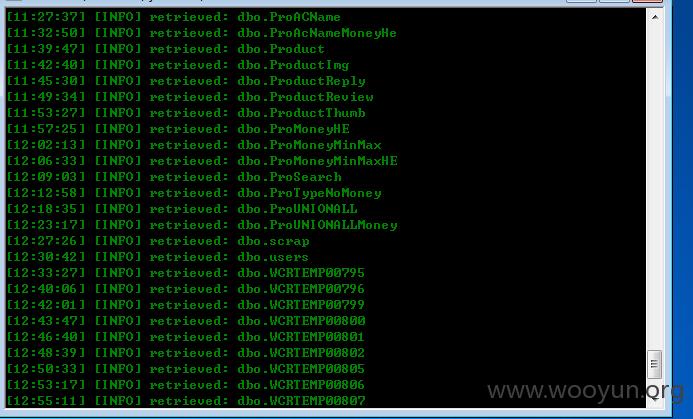 [11:27:37] [INFO] retrieved: dbo.ProACName
[11:32:50] [INFO] retrieved: dbo.ProAcNameMoneyHe
[11:39:47] [INFO] retrieved: dbo.Product
[11:42:40] [INFO] retrieved: dbo.ProductImg
[11:45:30] [INFO] retrieved: dbo.ProductReply
[11:49:34] [INFO] retrieved: dbo.ProductReview
[11:53:27] [INFO] retrieved: dbo.ProductThumb
[11:57:25] [INFO] retrieved: dbo.ProMoneyHE
[12:02:13] [INFO] retrieved: dbo.ProMoneyMinMax
[12:06:33] [INFO] retrieved: dbo.ProMoneyMinMaxHE
[12:09:03] [INFO] retrieved: dbo.ProSearch
[12:12:58] [INFO] retrieved: dbo.ProTypeNoMoney
[12:18:35] [INFO] retrieved: dbo.ProUNIONALL
[12:23:17] [INFO] retrieved: dbo.ProUNIONALLMoney
[12:27:26] [INFO] retrieved: dbo.scrap
[12:30:42] [INFO] retrieved: dbo.users
[12:33:27] [INFO] retrieved: dbo.WCRTEMP00795
[12:40:06] [INFO] retrieved: dbo.WCRTEMP00796
[12:42:01] [INFO] retrieved: dbo.WCRTEMP00799
[12:43:47] [INFO] retrieved: dbo.WCRTEMP00800
[12:46:40] [INFO] retrieved: dbo.WCRTEMP00801
[12:48:39] [INFO] retrieved: dbo.WCRTEMP00802
[12:50:33] [INFO] retrieved: dbo.WCRTEMP00805
[12:53:17] [INFO] retrieved: dbo.WCRTEMP00806
[12:55:11] [INFO] retrieved: dbo.WCRTEMP00807
www.wooyun.org